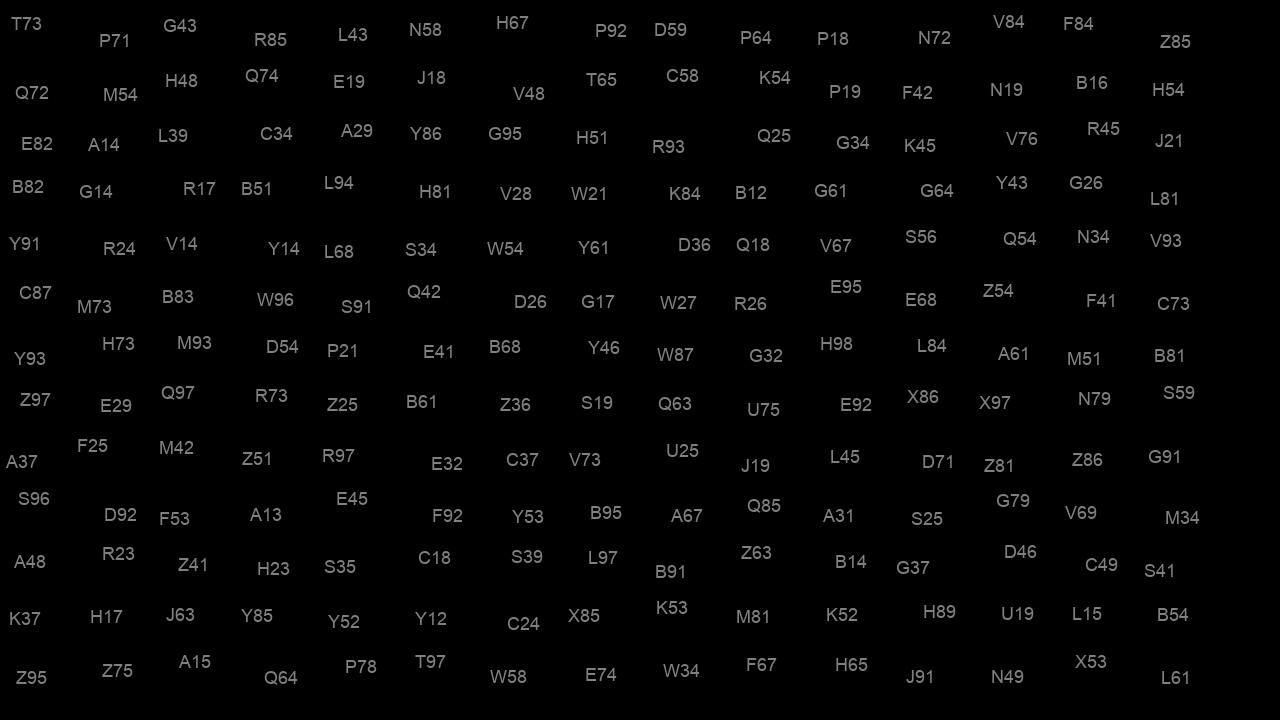 T73 P71 G43 R85 L43 N58 H67 P92 D59 P64 P18 N72 V84 F84 Z85
Q72 M54 H48 Q74 E19 J18 V48 T65 C58 K54 P19 F42 N19 B16 H54
E82 A14 L39 C34 A29 Y86 G95 H51 R93 Q25 G34 K45 V76 R45 J21
B82 G14 R17 B51 L94 H81 V28 W21 K84 B12 G61 G64 Y43 G26 L81
Y91 R24 V14 Y14 L68 S34 W54 Y61 D36 Q18 V67 S56 Q54 N34 V93
C87 M73 B83 W96 S91 Q42 D26 G17 W27 R26 E95 E68 Z54 F41 C73
Y93 H73 M93 D54 P21 E41 B68 Y46 W87 G32 H98 L84 A61 M51 B81
Z97 E29 Q97 R73 Z25 B61 Z36 S19 Q63 U75 E92 X86 X97 N79 S59
A37 F25 M42 Z51 R97 E32 C37 V73 U25 J19 L45 D71 Z81 Z86 G91
S96 D92 F53 A13 E45 F92 Y53 B95 A67 Q85 A31 S25 G79 V69 M34
A48 R23 Z41 H23 S35 C18 S39 L97 B91 Z63 B14 G37 D46 C49 S41
K37 H17 J63 Y85 Y52 Y12 C24 X85 K53 M81 K52 H89 U19 L15 B54
Z95 Z75 A15 Q64 P78 T97 W58 E74 W34 F67 H65 J91 N49 X53 L61